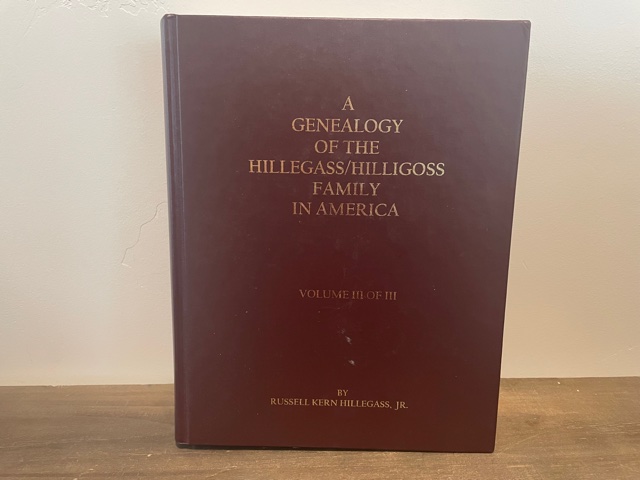 A
GENEALOGY
OF THE
HILLEGASS/HILLIGOSS
FAMILY
IN AMERICA
VOLUME III OF III
BY
RUSSELL KERN HILLEGASS, JR.